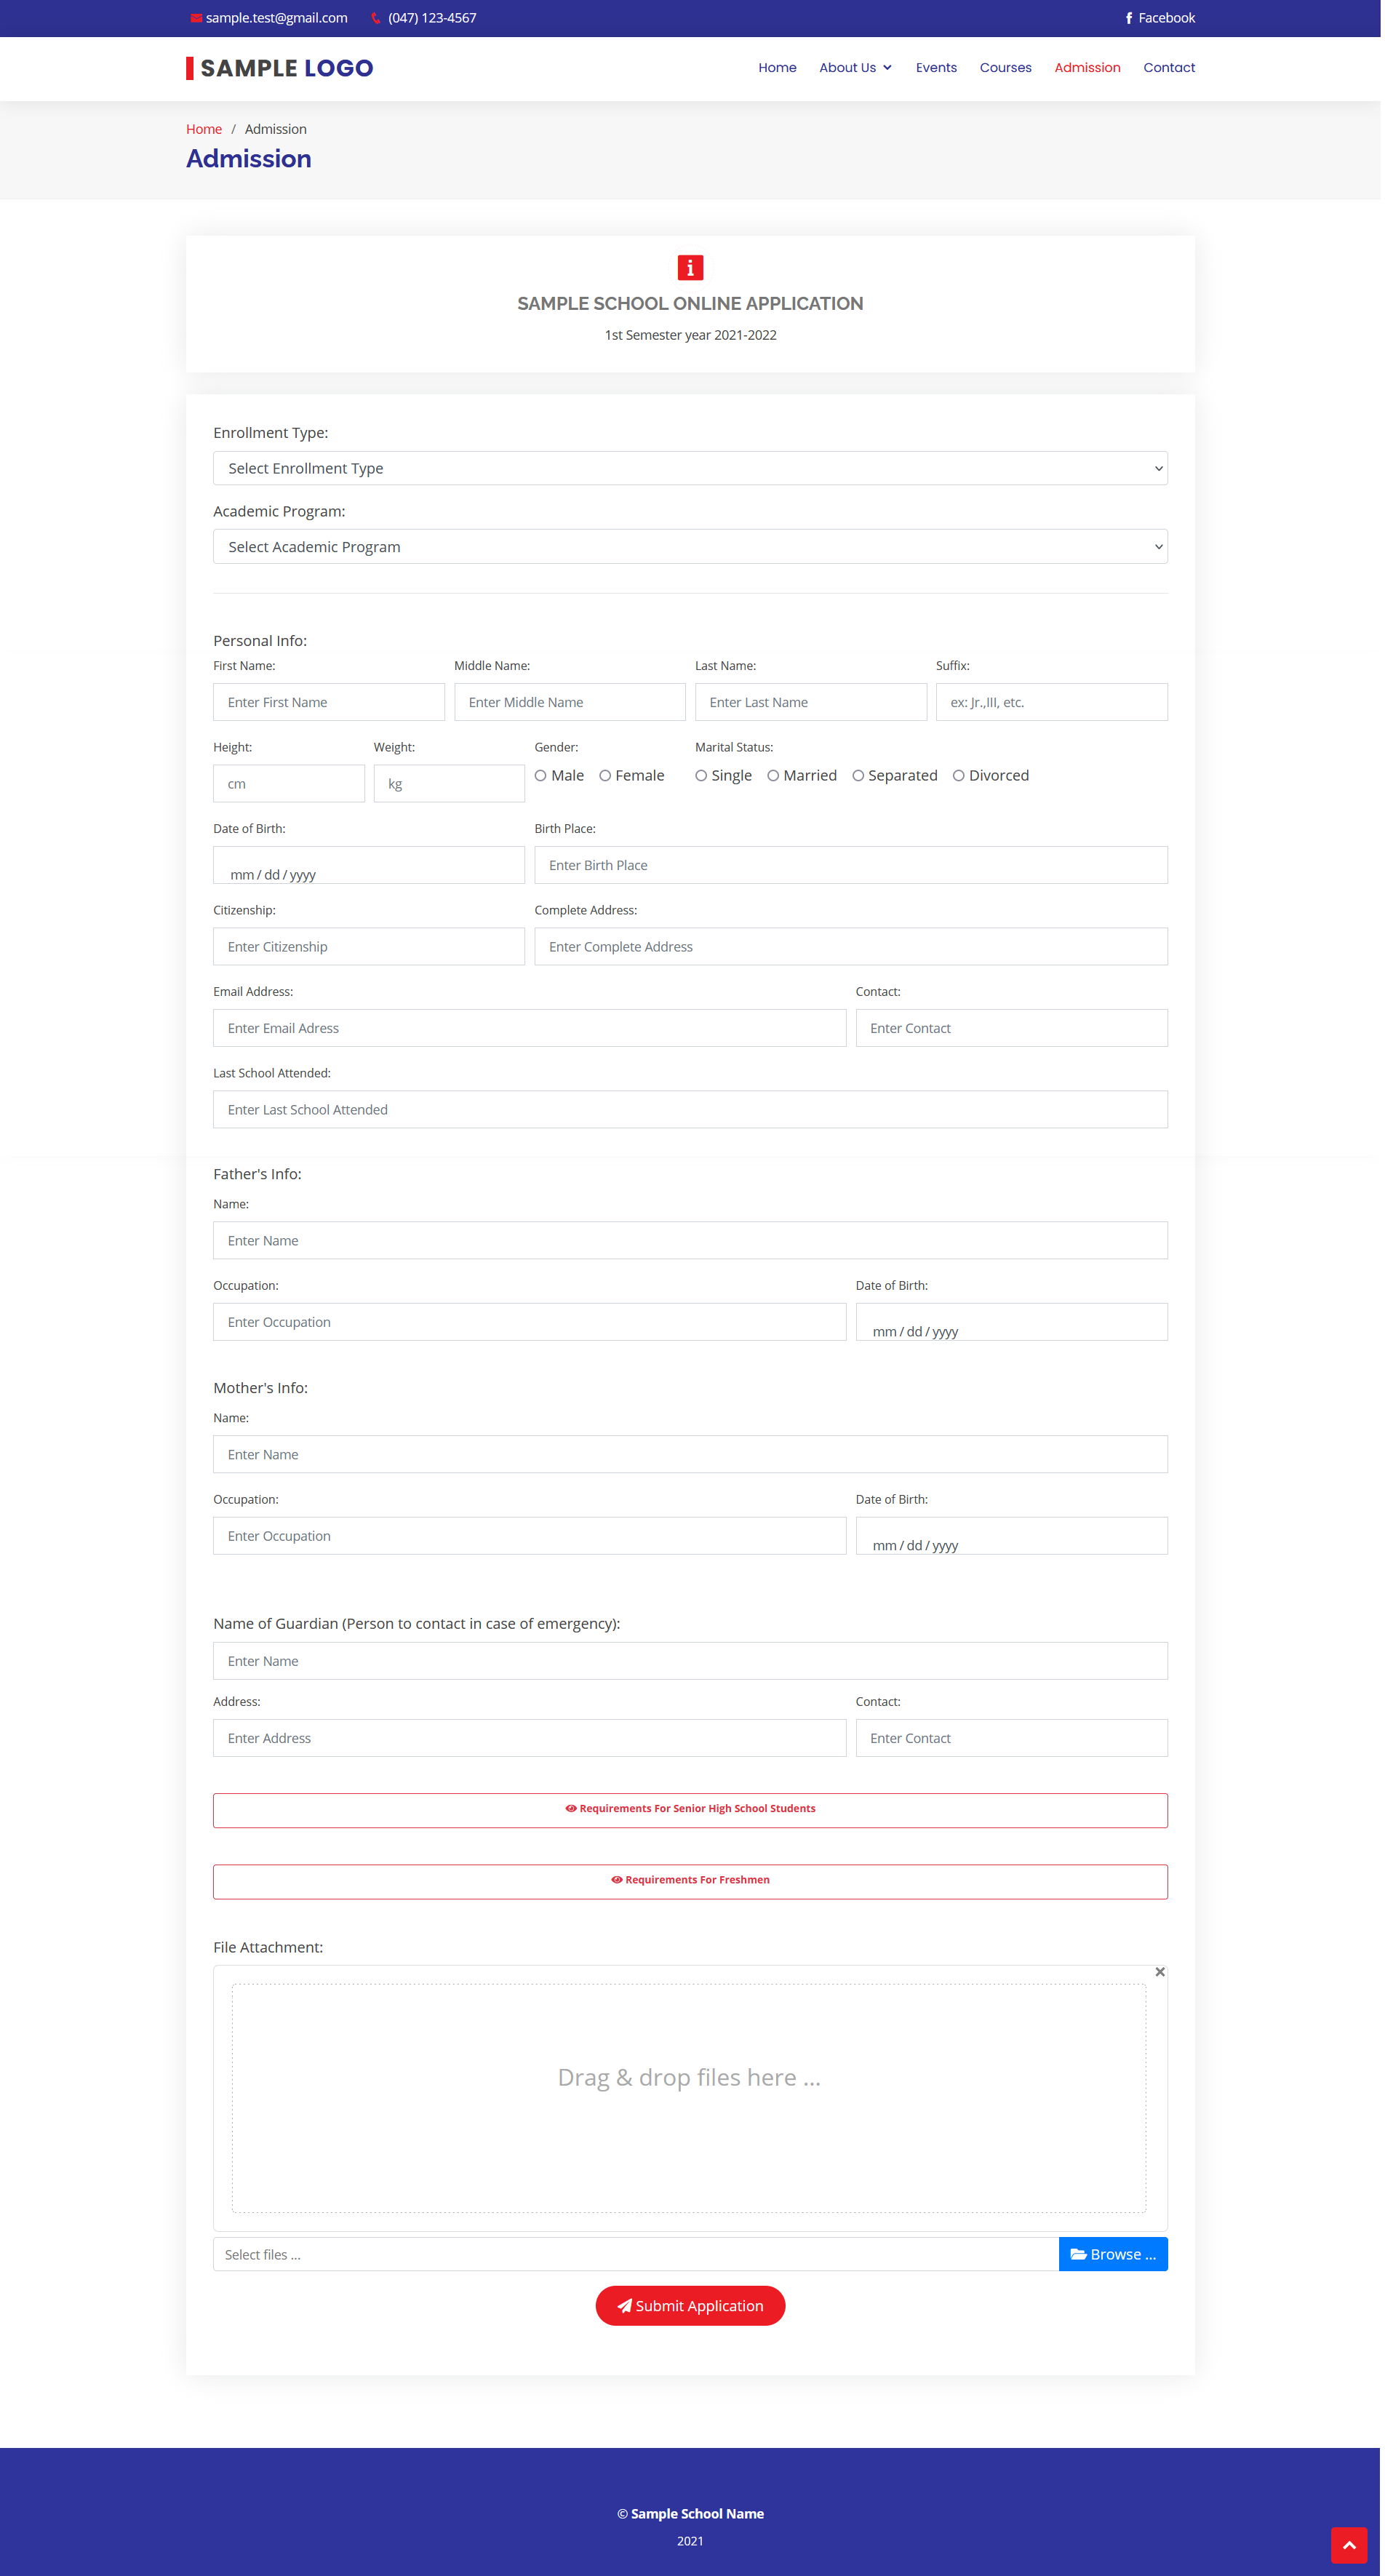 sample.test@gmail.com (047) 123-4567 Facebook
SAMPLE LOGO Home About Us Events Courses Admission Contact
Home / Admission
Admission
SAMPLE SCHOOL ONLINE APPLICATION
1st Semester year 2021-2022
Enrollment Type:
Select Enrollment Type
Academic Program:
Select Academic Program
Personal Info:
First Name: Middle Name: Last Name: Suffix:
Enter First Name Enter Middle Name Enter Last Name ex: Jr.,III, etc.
Height: Weight: Gender: Marital Status:
cm kg Male Female Single Married Separated Divorced
Date of Birth: Birth Place:
mm / dd / yyyy Enter Birth Place
Citizenship: Complete Address:
Enter Citizenship Enter Complete Address
Email Address: Contact:
Enter Email Adress Enter Contact
Last School Attended:
Enter Last School Attended
Father's Info:
Name:
Enter Name
Occupation: Date of Birth:
Enter Occupation mm / dd / yyyy
Mother's Info:
Name:
Enter Name
Occupation: Date of Birth:
Enter Occupation mm / dd / yyyy
Name of Guardian (Person to contact in case of emergency):
Enter Name
Address: Contact:
Enter Address Enter Contact
Requirements For Senior High School Students
Requirements For Freshmen
File Attachment:
Drag & drop files here ...
Select files ... Browse ...
Submit Application
© Sample School Name
2021